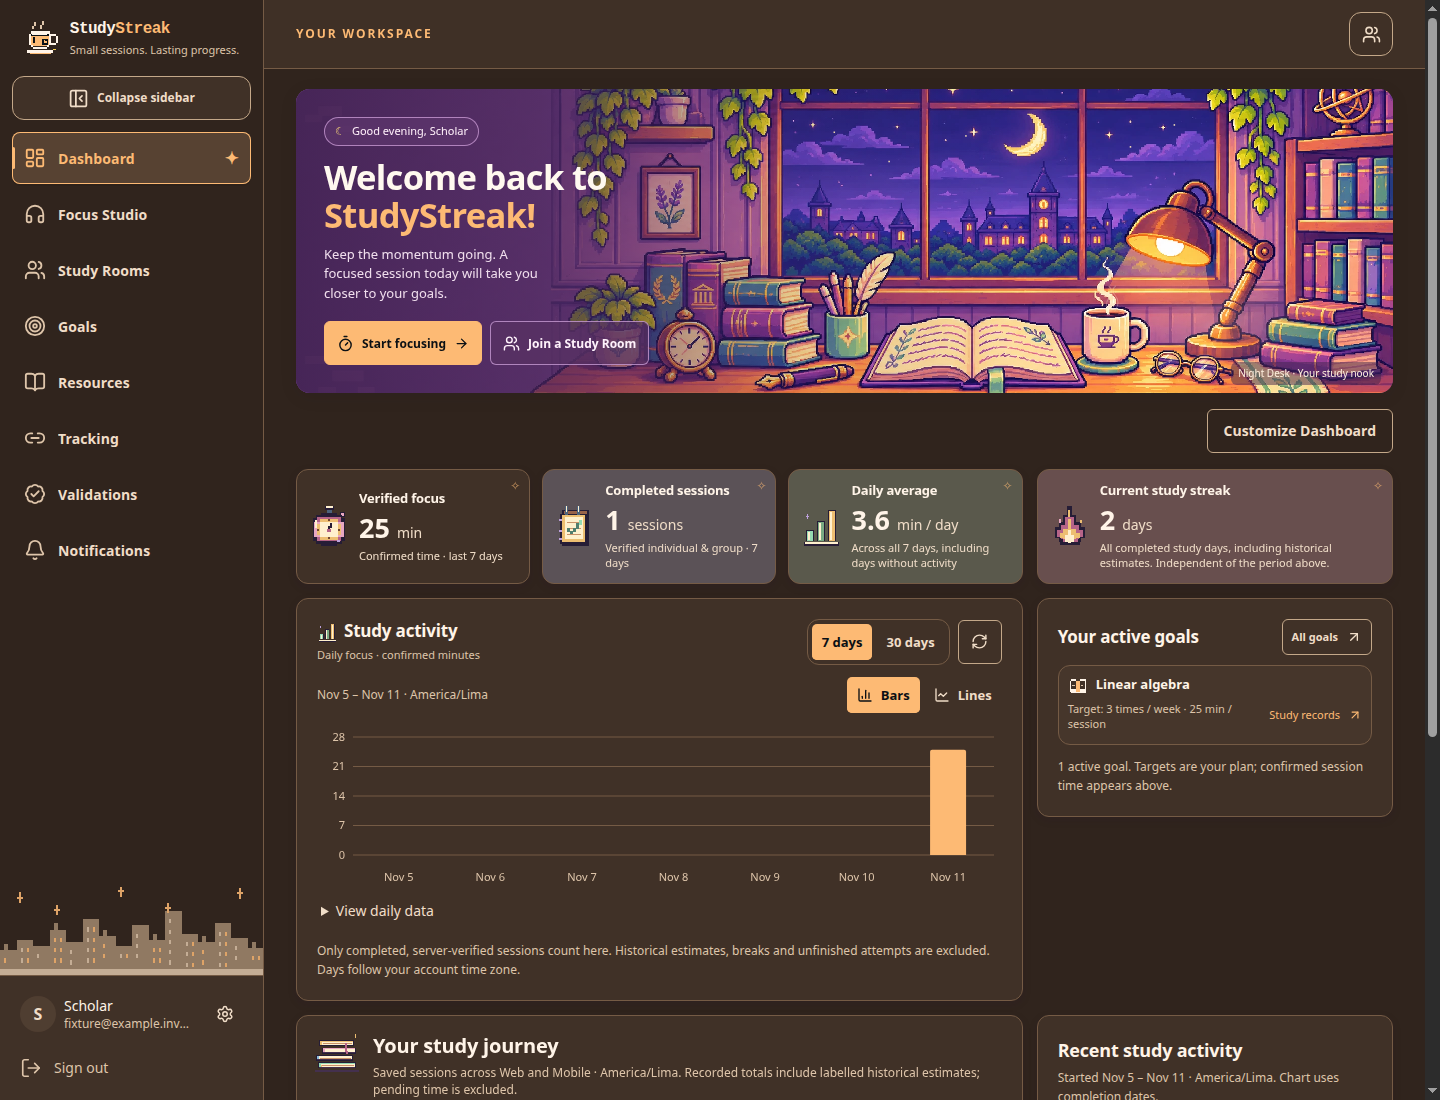 StudyStreak
Small sessions. Lasting progress.
Collapse sidebar
Dashboard
Focus Studio
Study Rooms
Goals
Resources
Tracking
Validations
Notifications
S
Scholar
fixture@example.inv...
Sign out
YOUR WORKSPACE
Good evening, Scholar
Welcome back to
StudyStreak!
Keep the momentum going. A
focused session today will take you
closer to your goals.
Start focusing
Join a Study Room
Night Desk · Your study nook
Customize Dashboard
Verified focus
25 min
Confirmed time · last 7 days
Completed sessions
1 sessions
Verified individual & group · 7
days
Daily average
3.6 min / day
Across all 7 days, including
days without activity
Current study streak
2 days
All completed study days, including historical
estimates. Independent of the period above.
Study activity
Daily focus · confirmed minutes
7 days
30 days
Nov 5 – Nov 11 · America/Lima
Bars
Lines
28
21
14
7
0
Nov 5
Nov 6
Nov 7
Nov 8
Nov 9
Nov 10
Nov 11
View daily data
Only completed, server-verified sessions count here. Historical estimates, breaks and unfinished attempts are excluded.
Days follow your account time zone.
Your active goals
All goals
Linear algebra
Target: 3 times / week · 25 min /
session
Study records
1 active goal. Targets are your plan; confirmed session
time appears above.
Your study journey
Saved sessions across Web and Mobile · America/Lima. Recorded totals include labelled historical estimates;
pending time is excluded.
Recent study activity
Started Nov 5 – Nov 11 · America/Lima. Chart uses
completion dates.